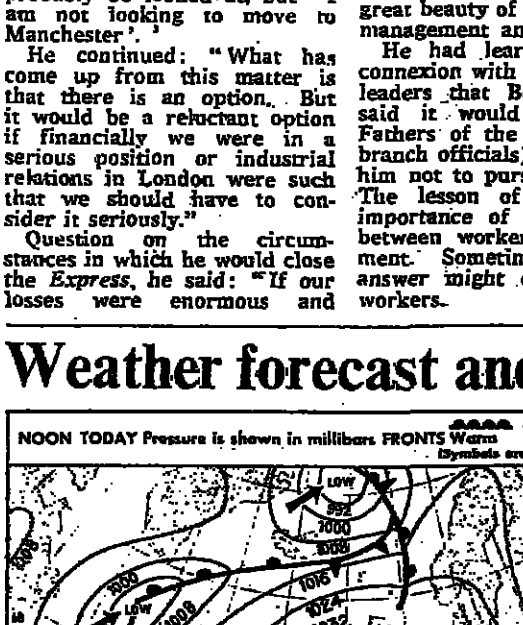 am not looking to move to
Manchester'.'
He continued: "What has
come up from this matter is
that there is an option. But
it would be a reluctant option
if financially we were in a
serious position or industrial
relations in London were such
that we should have to con-
sider it seriously."
Question on the circum-
stances in which he would close
the Express, he said: "If our
losses were enormous and
great beauty of
management an
He had lear
connexion with
leaders that B
said it would
Fathers of the
branch officials
him not to purs
The lesson of
importance of
between worker
ment. Sometim
answer might
workers.
Weather forecast and
NOON TODAY Pressure is shown in millibars FRONTS Warm
(Symbols are
LOW
992
1000
1008
1016
1024
1032
1008
1000
LOW
1008